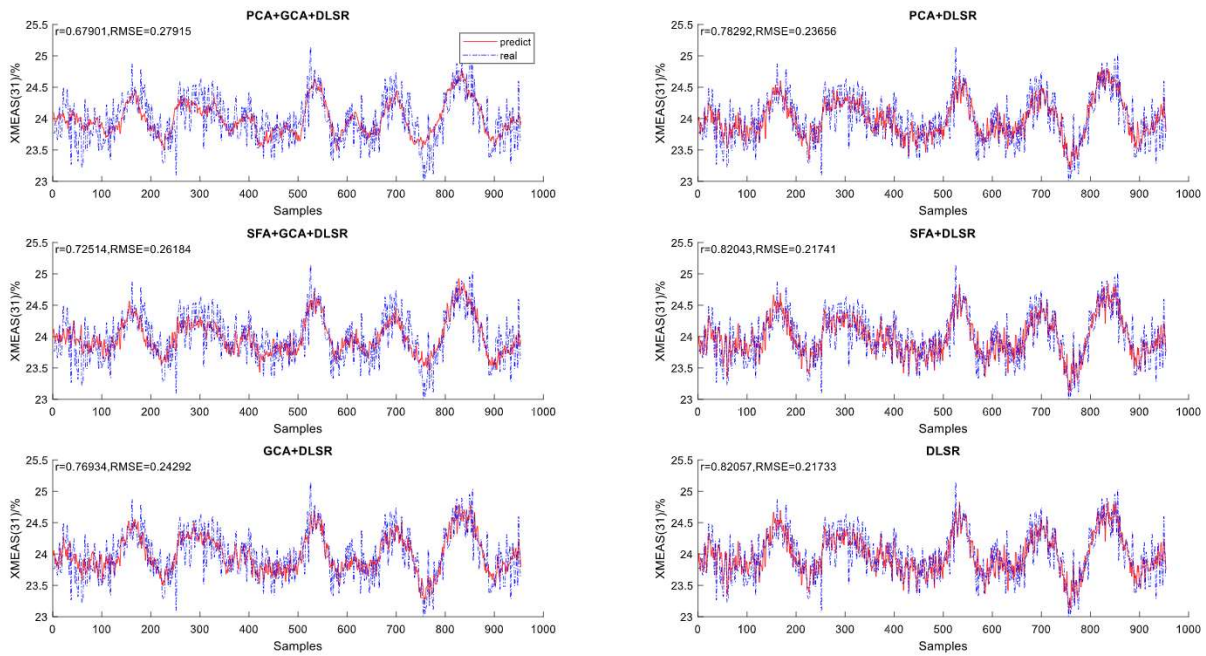 PCA+GCA+DLSR
r=0.67901,RMSE=0.27915
predict
real
25.5
25
24.5
24
23.5
23
XMEAS(31)/%
0 100 200 300 400 500 600 700 800 900 1000
Samples
PCA+DLSR
r=0.78292,RMSE=0.23656
25.5
25
24.5
24
23.5
23
XMEAS(31)/%
0 100 200 300 400 500 600 700 800 900 1000
Samples
SFA+GCA+DLSR
r=0.72514,RMSE=0.26184
25.5
25
24.5
24
23.5
23
XMEAS(31)/%
0 100 200 300 400 500 600 700 800 900 1000
Samples
SFA+DLSR
r=0.82043,RMSE=0.21741
25.5
25
24.5
24
23.5
23
XMEAS(31)/%
0 100 200 300 400 500 600 700 800 900 1000
Samples
GCA+DLSR
r=0.76934,RMSE=0.24292
25.5
25
24.5
24
23.5
23
XMEAS(31)/%
0 100 200 300 400 500 600 700 800 900 1000
Samples
DLSR
r=0.82057,RMSE=0.21733
25.5
25
24.5
24
23.5
23
XMEAS(31)/%
0 100 200 300 400 500 600 700 800 900 1000
Samples